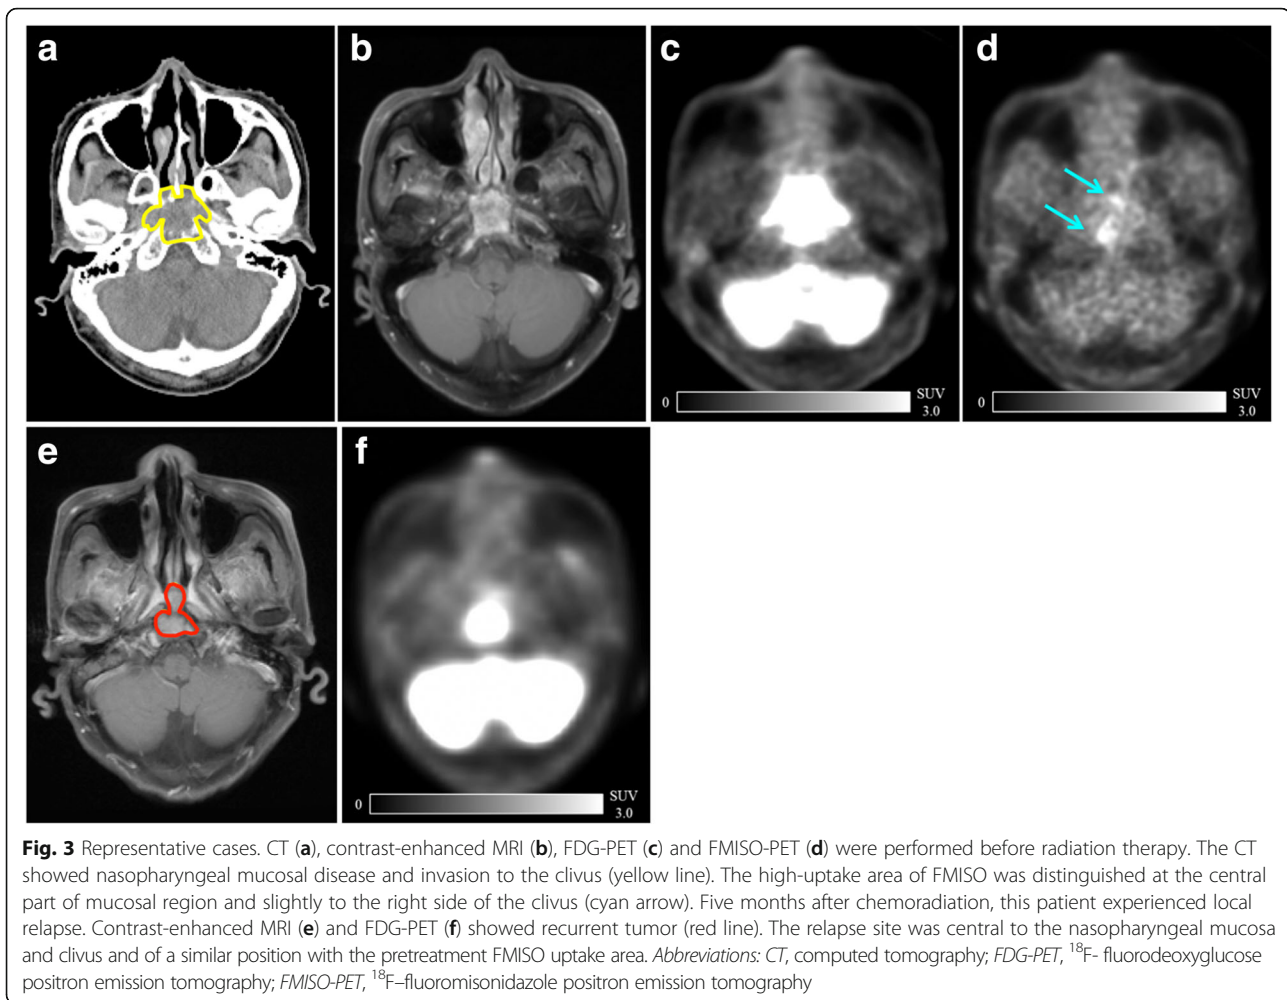 a b c d
0 SUV 3.0
0 SUV 3.0
e f
0 SUV 3.0
Fig. 3 Representative cases. CT (a), contrast-enhanced MRI (b), FDG-PET (c) and FMISO-PET (d) were performed before radiation therapy. The CT
showed nasopharyngeal mucosal disease and invasion to the clivus (yellow line). The high-uptake area of FMISO was distinguished at the central
part of mucosal region and slightly to the right side of the clivus (cyan arrow). Five months after chemoradiation, this patient experienced local
relapse. Contrast-enhanced MRI (e) and FDG-PET (f) showed recurrent tumor (red line). The relapse site was central to the nasopharyngeal mucosa
and clivus and of a similar position with the pretreatment FMISO uptake area. Abbreviations: CT, computed tomography; FDG-PET, ¹⁸F- fluorodeoxyglucose
positron emission tomography; FMISO-PET, ¹⁸F–fluoromisonidazole positron emission tomography